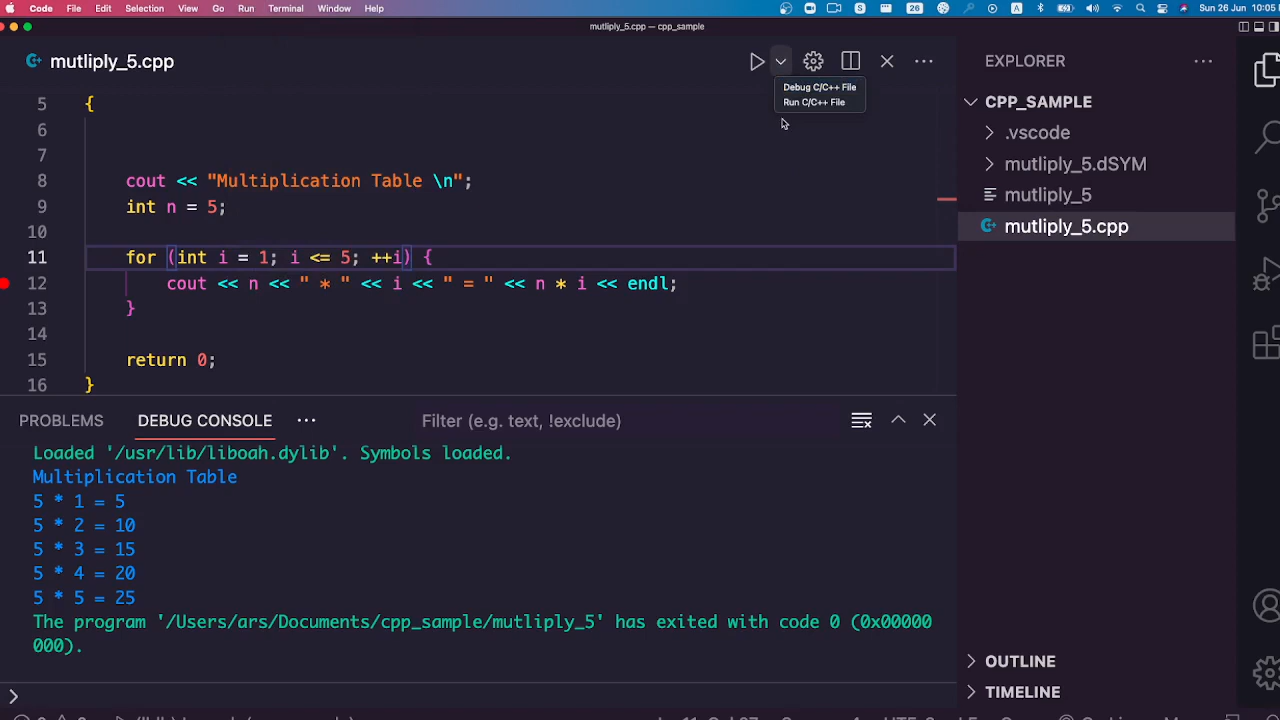 Code File Edit Selection View Go Run Terminal Window Help 26 Sun 26 Jun 10:05
mutliply_5.cpp — cpp_sample
mutliply_5.cpp
EXPLORER
Debug C/C++ File
Run C/C++ File
CPP_SAMPLE
.vscode
mutliply_5.dSYM
mutliply_5
mutliply_5.cpp
5 {
6
7
8 cout << "Multiplication Table \n";
9 int n = 5;
10
11 for (int i = 1; i <= 5; ++i) {
12 cout << n << " * " << i << " = " << n * i << endl;
13 }
14
15 return 0;
16 }
PROBLEMS DEBUG CONSOLE Filter (e.g. text, !exclude)
Loaded '/usr/lib/liboah.dylib'. Symbols loaded.
Multiplication Table
5 * 1 = 5
5 * 2 = 10
5 * 3 = 15
5 * 4 = 20
5 * 5 = 25
The program '/Users/ars/Documents/cpp_sample/mutliply_5' has exited with code 0 (0x00000
000).
OUTLINE
TIMELINE